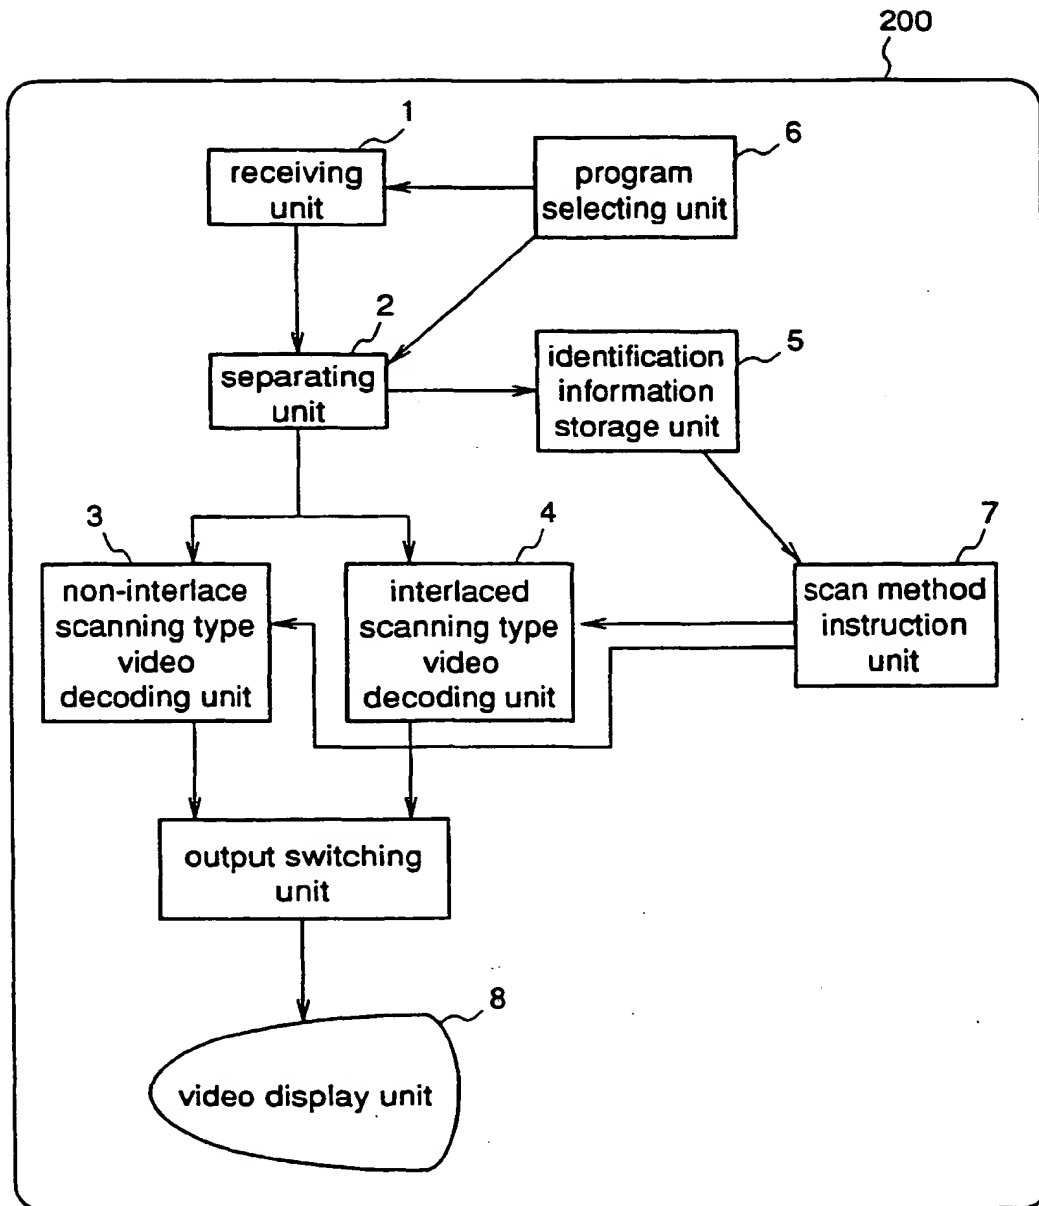 200
1
receiving
unit
6
program
selecting unit
2
separating
unit
5
identification
information
storage unit
3
non-interlace
scanning type
video
decoding unit
4
interlaced
scanning type
video
decoding unit
7
scan method
instruction
unit
output switching
unit
8
video display unit